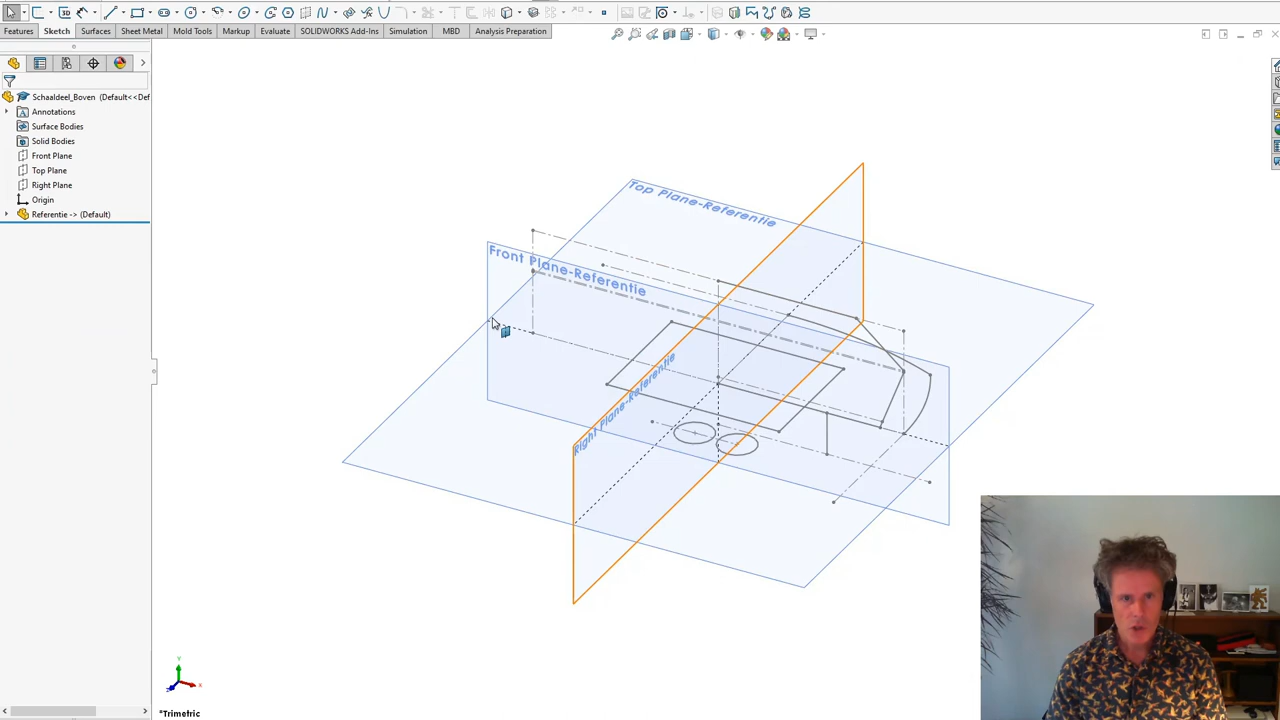 Features Sketch Surfaces Sheet Metal Mold Tools Markup Evaluate SOLIDWORKS Add-Ins Simulation MBD Analysis Preparation
Schaaldeel_Boven (Default<<Def
Annotations
Surface Bodies
Solid Bodies
Front Plane
Top Plane
Right Plane
Origin
Referentie -> (Default)
Top Plane-Referentie
Front Plane-Referentie
Right Plane-Referentie
Y
X
Z
*Trimetric